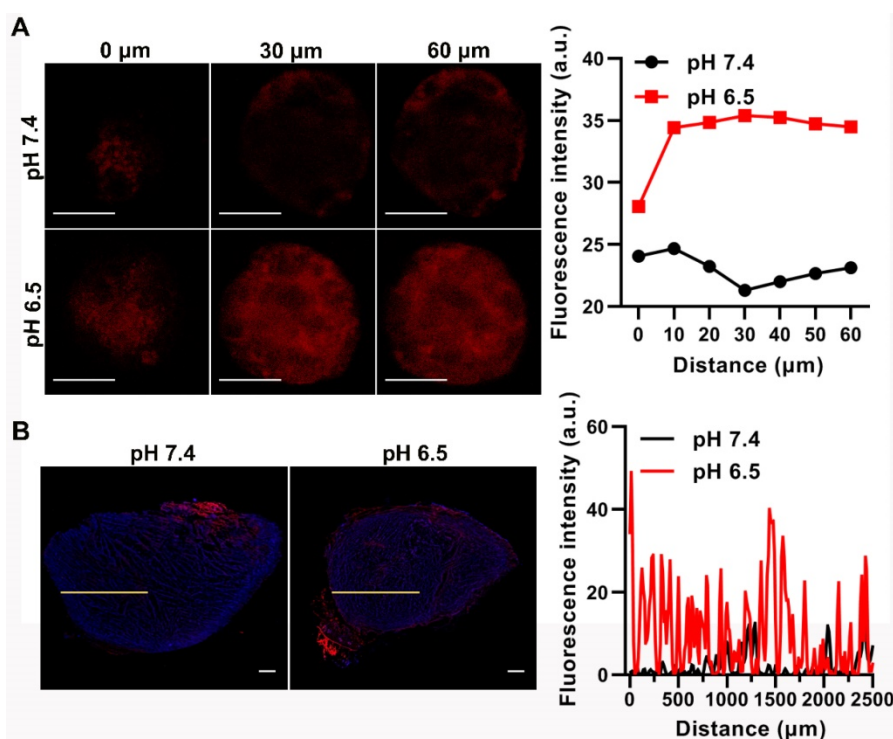 A
0 μm 30 μm 60 μm
pH 7.4
pH 6.5
Fluorescence intensity (a.u.)
40
35
30
25
20
pH 7.4
pH 6.5
0 10 20 30 40 50 60
Distance (μm)
B
pH 7.4 pH 6.5
Fluorescence intensity (a.u.)
60
40
20
0
pH 7.4
pH 6.5
0 500 1000 1500 2000 2500
Distance (μm)